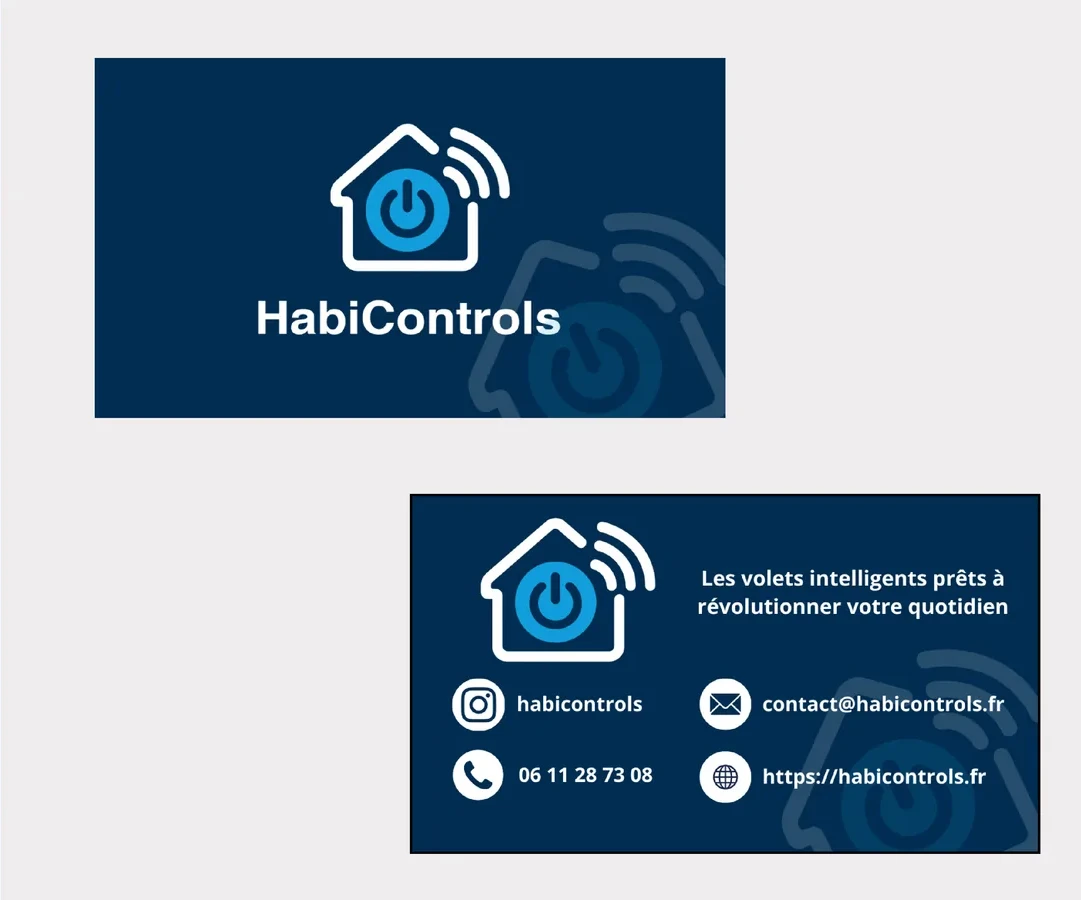 HabiControls
Les volets intelligents prêts à
révolutionner votre quotidien
habicontrols
contact@habicontrols.fr
06 11 28 73 08
https://habicontrols.fr